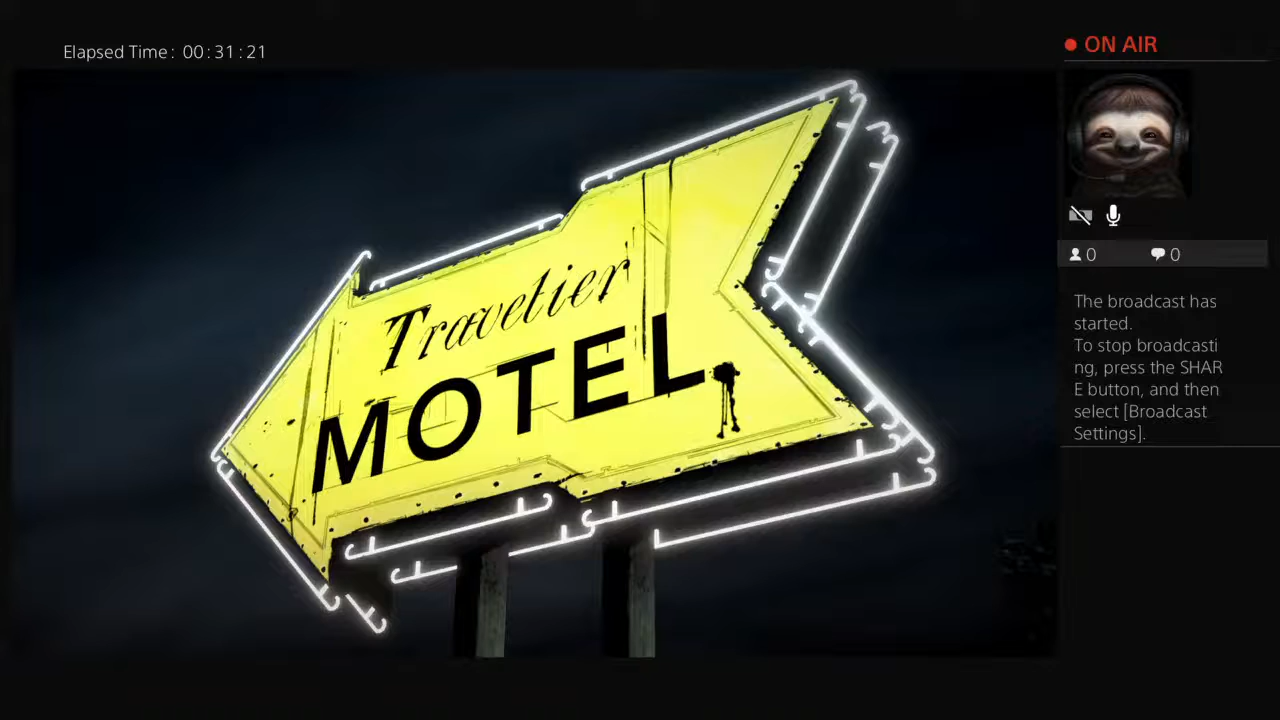 Elapsed Time: 00:31:21
ON AIR
Travelier
MOTEL
0 0
The broadcast has
started.
To stop broadcasti
ng, press the SHAR
E button, and then
select [Broadcast
Settings].